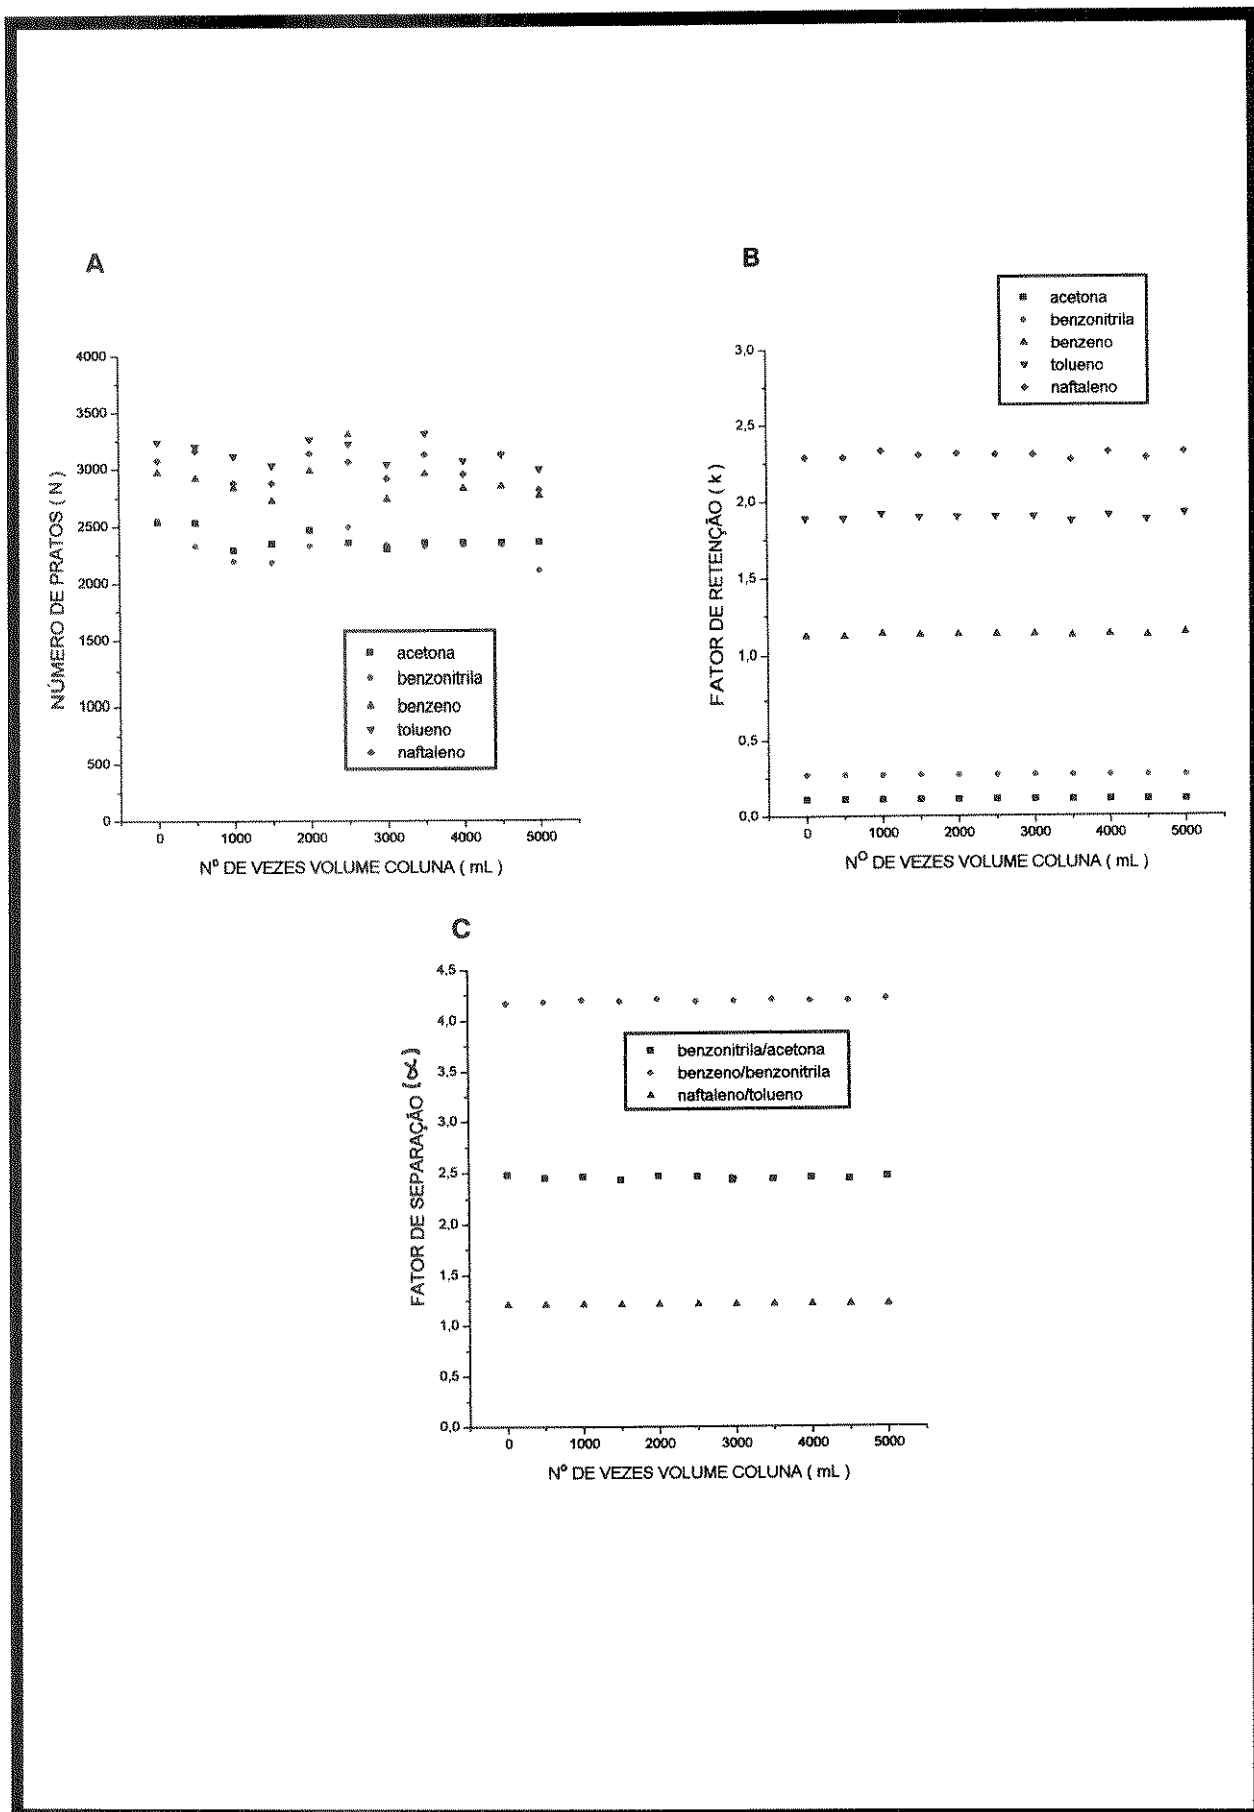 A
4000
3500
3000
2500
2000
1500
1000
500
0
NÚMERO DE PRATOS ( N )
acetona
benzonitrila
benzeno
tolueno
naftaleno
0 1000 2000 3000 4000 5000
Nº DE VEZES VOLUME COLUNA ( mL )
B
acetona
benzonitrila
benzeno
tolueno
naftaleno
3,0
2,5
2,0
1,5
1,0
0,5
0,0
FATOR DE RETENÇÃO ( k )
0 1000 2000 3000 4000 5000
Nº DE VEZES VOLUME COLUNA ( mL )
C
4,5
4,0
3,5
3,0
2,5
2,0
1,5
1,0
0,5
0,0
FATOR DE SEPARAÇÃO (α)
benzonitrila/acetona
benzeno/benzonitrila
naftaleno/tolueno
0 1000 2000 3000 4000 5000
Nº DE VEZES VOLUME COLUNA ( mL )